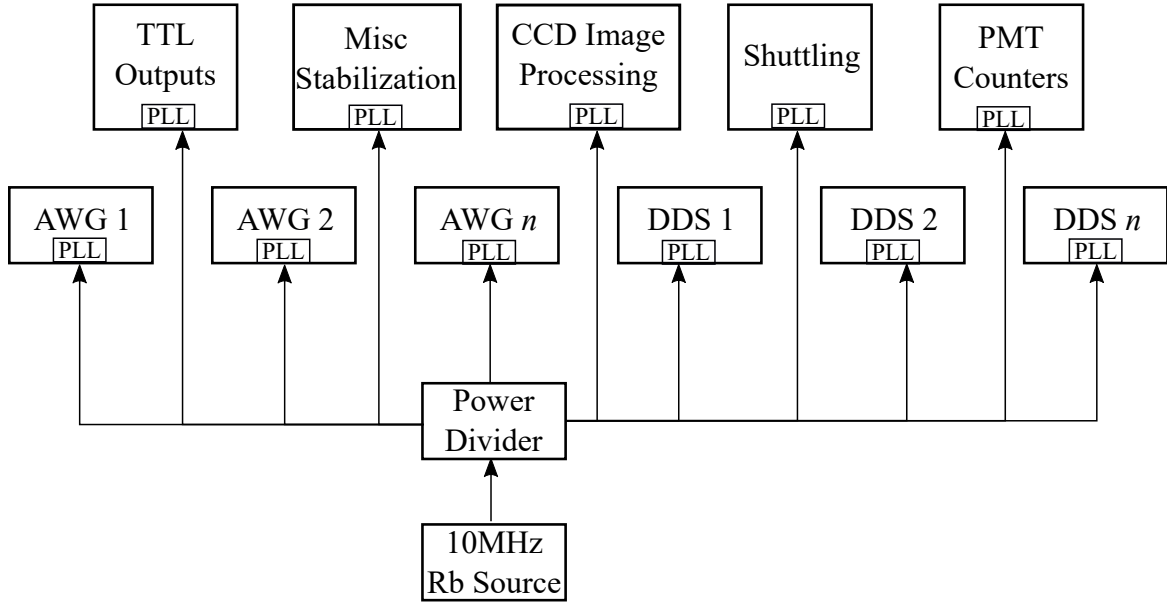 TTL
Outputs
PLL
Misc
Stabilization
PLL
CCD Image
Processing
PLL
Shuttling
PLL
PMT
Counters
PLL
AWG 1
PLL
AWG 2
PLL
AWG n
PLL
DDS 1
PLL
DDS 2
PLL
DDS n
PLL
Power
Divider
10MHz
Rb Source